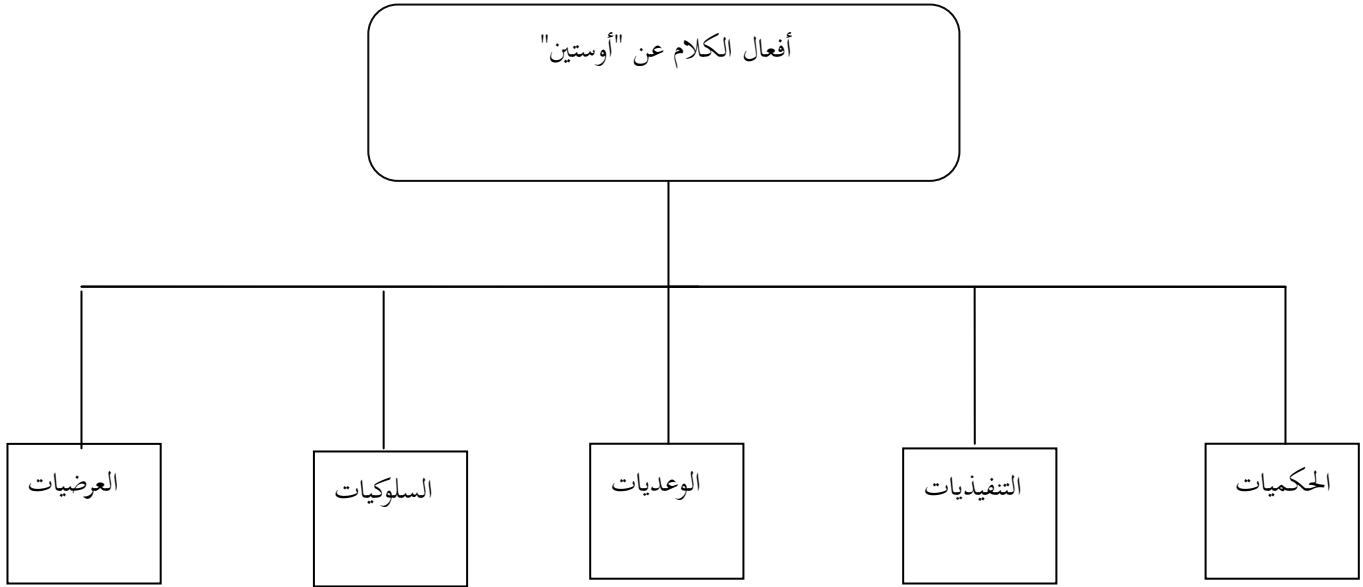 أفعال الكلام عن "أوستين"
الحكميات
التنفيذيات
الوعديات
السلوكيات
العرضيات